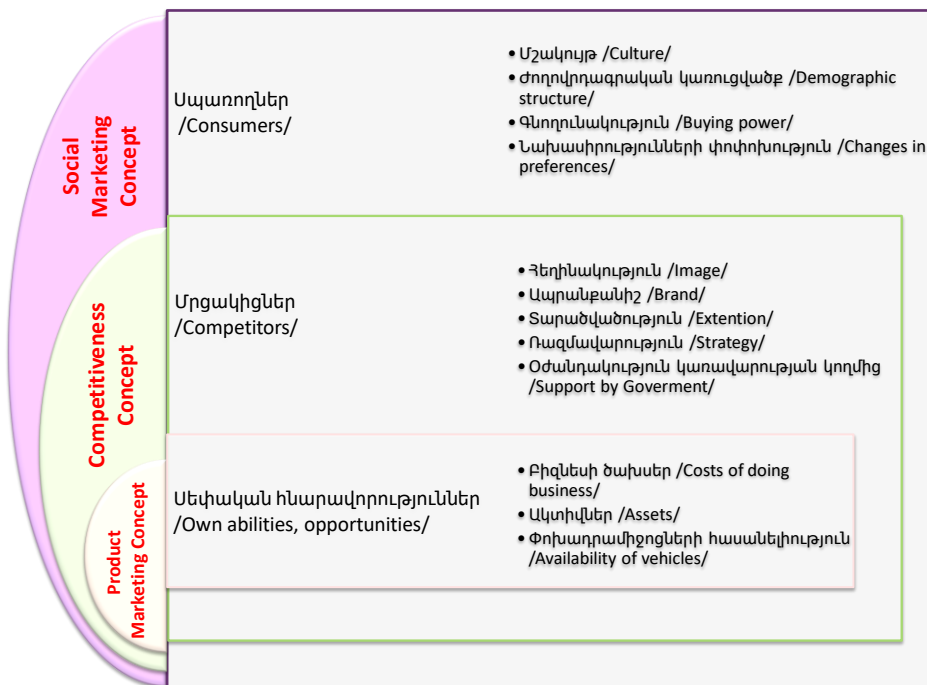 Social
Marketing
Concept
Սպառողներ
/Consumers/
• Մշակույթ /Culture/
• Ժողովրդագրական կառուցվածք /Demographic
structure/
• Գնողունակություն /Buying power/
• Նախասիրությունների փոփոխություն /Changes in
preferences/
Competitiveness
Concept
Մրցակիցներ
/Competitors/
• Հեղինակություն /Image/
• Ապրանքանիշ /Brand/
• Տարածվածություն /Extention/
• Ռազմավարություն /Strategy/
• Օժանդակություն կառավարության կողմից
/Support by Goverment/
Product
Marketing Concept
Սեփական հնարավորություններ
/Own abilities, opportunities/
• Բիզնեսի ծախսեր /Costs of doing
business/
• Ակտիվներ /Assets/
• Փոխադրամիջոցների հասանելիություն
/Availability of vehicles/